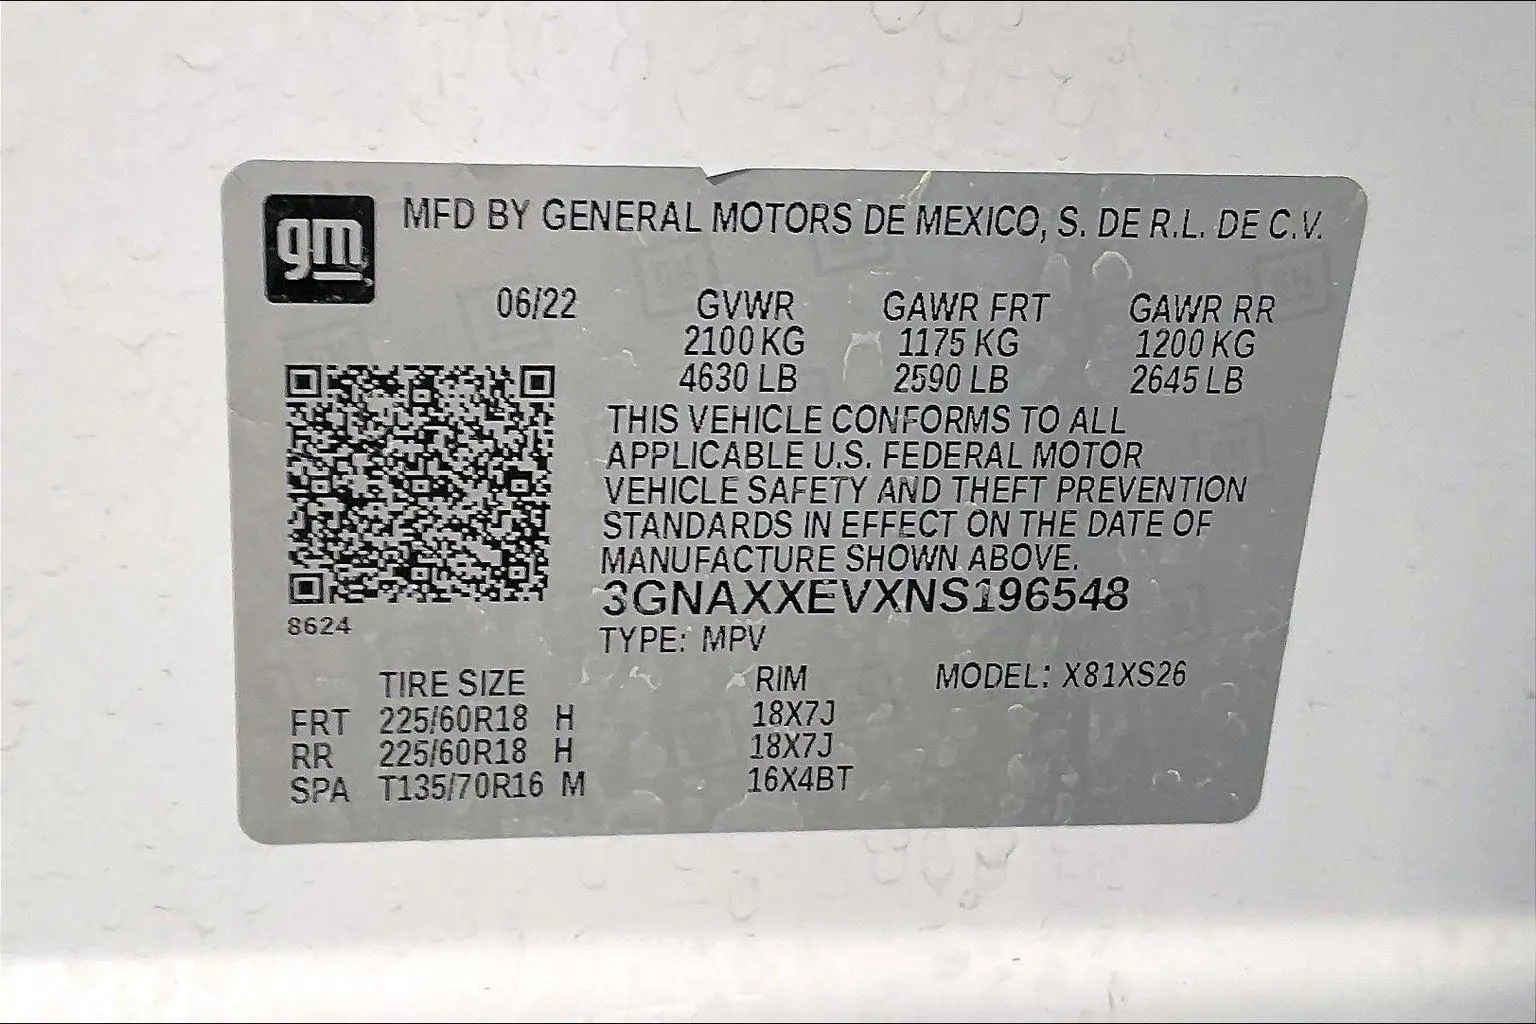 gm
MFD BY GENERAL MOTORS DE MEXICO, S. DE R.L. DE C.V.
06/22 GVWR GAWR FRT GAWR RR
2100 KG 1175 KG 1200 KG
4630 LB 2590 LB 2645 LB
THIS VEHICLE CONFORMS TO ALL
APPLICABLE U.S. FEDERAL MOTOR
VEHICLE SAFETY AND THEFT PREVENTION
STANDARDS IN EFFECT ON THE DATE OF
MANUFACTURE SHOWN ABOVE.
3GNAXXEVXNS196548
8624
TYPE: MPV
TIRE SIZE RIM MODEL: X81XS26
FRT 225/60R18 H 18X7J
RR 225/60R18 H 18X7J
SPA T135/70R16 M 16X4BT